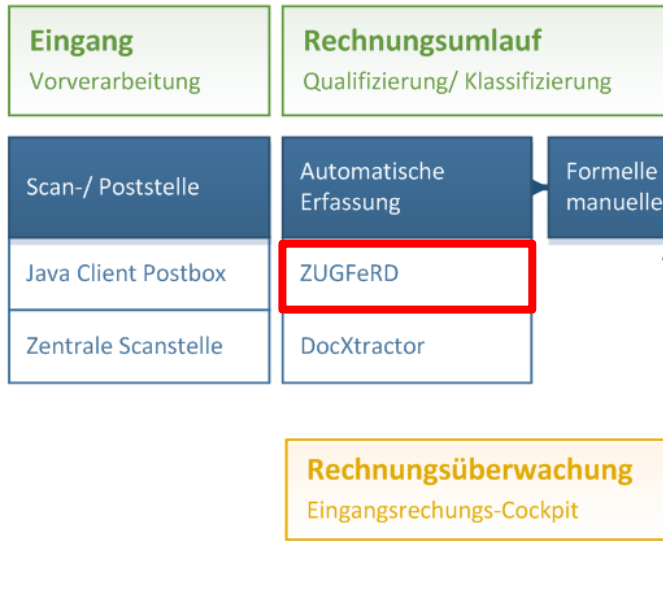 Eingang
Vorverarbeitung
Rechnungsumlauf
Qualifizierung/ Klassifizierung
Scan-/ Poststelle
Automatische
Erfassung
Formelle
manuelle
Java Client Postbox
ZUGFeRD
Zentrale Scanstelle
DocXtractor
Rechnungsüberwachung
Eingangsrechungs-Cockpit